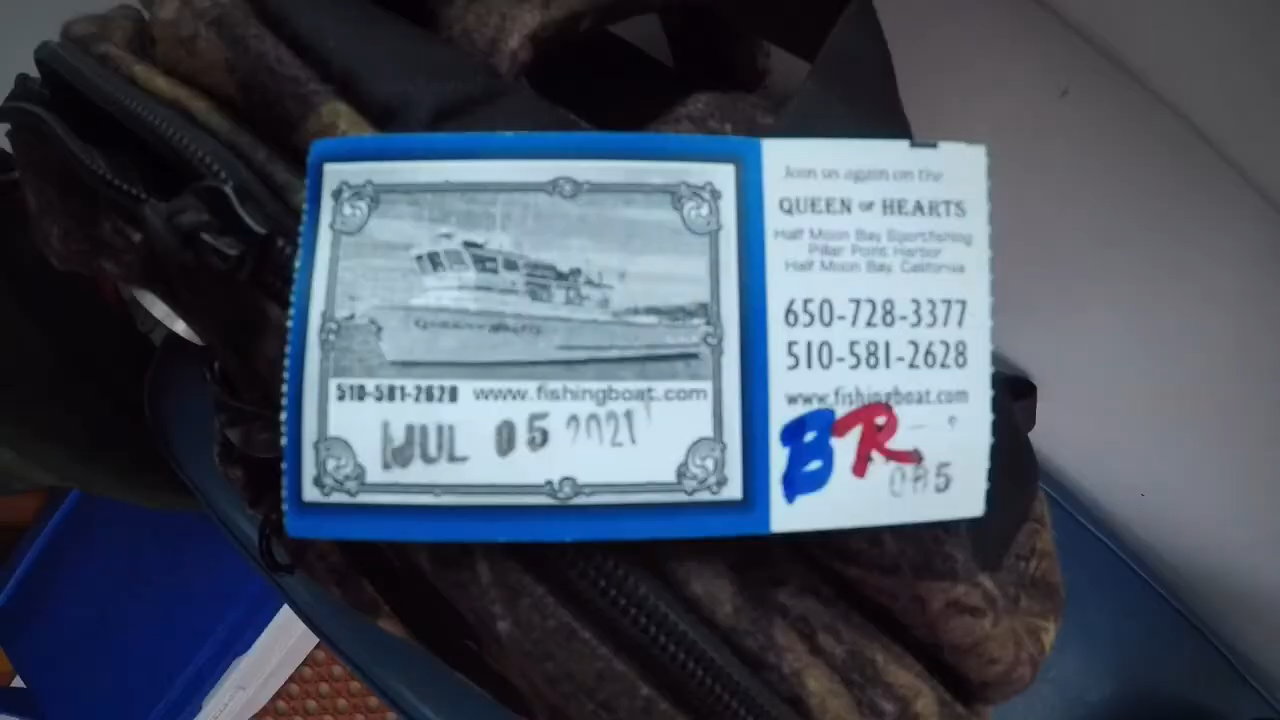 510-581-2628 www.fishingboat.com
JUL 05 2021
Join us again on the
QUEEN OF HEARTS
Half Moon Bay Sportfishing
Pillar Point Harbor
Half Moon Bay, California
650-728-3377
510-581-2628
www.fishingboat.com
BR